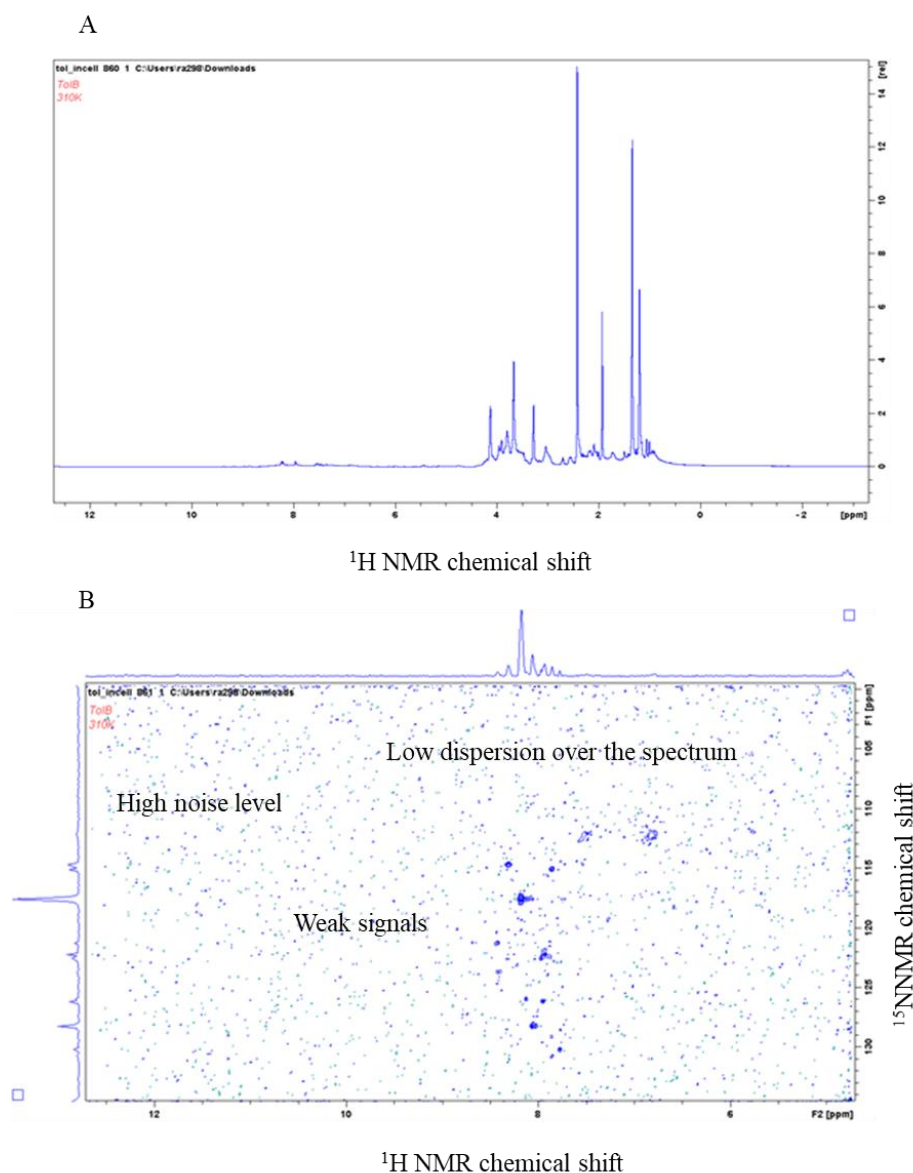 A
tol_incell 860 1 C:\Users\ra298\Downloads
TolB
310K
[rel]
14
12
10
8
6
4
2
0
12 10 8 6 4 2 0 -2 [ppm]
¹H NMR chemical shift
B
tol_incell 861 1 C:\Users\ra298\Downloads
TolB
310K
F1 [ppm]
Low dispersion over the spectrum
105
High noise level
110
115
Weak signals
120
125
130
¹⁵NNMR chemical shift
12 10 8 6 F2 [ppm]
¹H NMR chemical shift